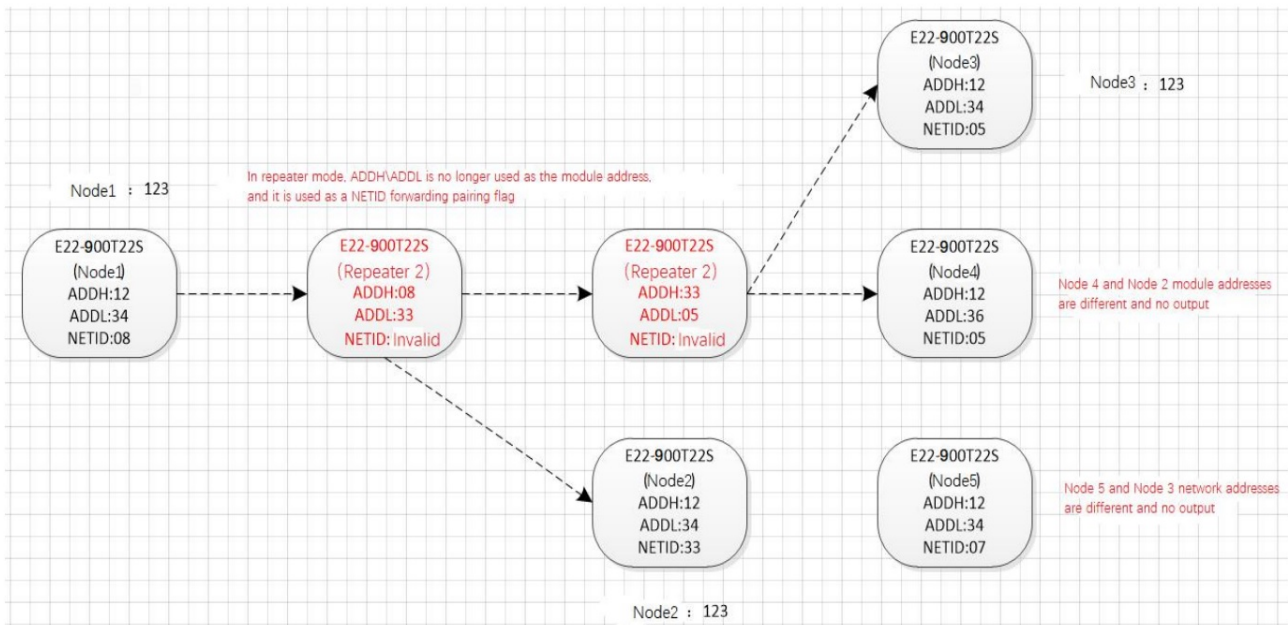 E22-900T22S
(Node3)
ADDH:12
ADDL:34
NETID:05
Node3 : 123
In repeater mode, ADDH\ADDL is no longer used as the module address,
and it is used as a NETID forwarding pairing flag
Node1 : 123
E22-900T22S
(Node1)
ADDH:12
ADDL:34
NETID:08
E22-900T22S
(Repeater 2)
ADDH:08
ADDL:33
NETID: Invalid
E22-900T22S
(Repeater 2)
ADDH:33
ADDL:05
NETID: Invalid
E22-900T22S
(Node4)
ADDH:12
ADDL:36
NETID:05
Node 4 and Node 2 module addresses
are different and no output
E22-900T22S
(Node2)
ADDH:12
ADDL:34
NETID:33
E22-900T22S
(Node5)
ADDH:12
ADDL:34
NETID:07
Node 5 and Node 3 network addresses
are different and no output
Node2 : 123